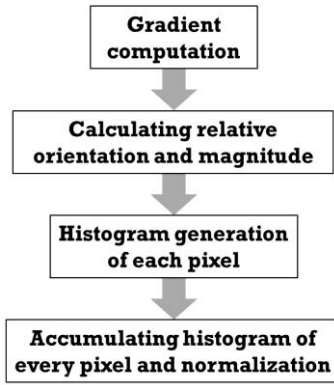 Gradient
computation
Calculating relative
orientation and magnitude
Histogram generation
of each pixel
Accumulating histogram of
every pixel and normalization